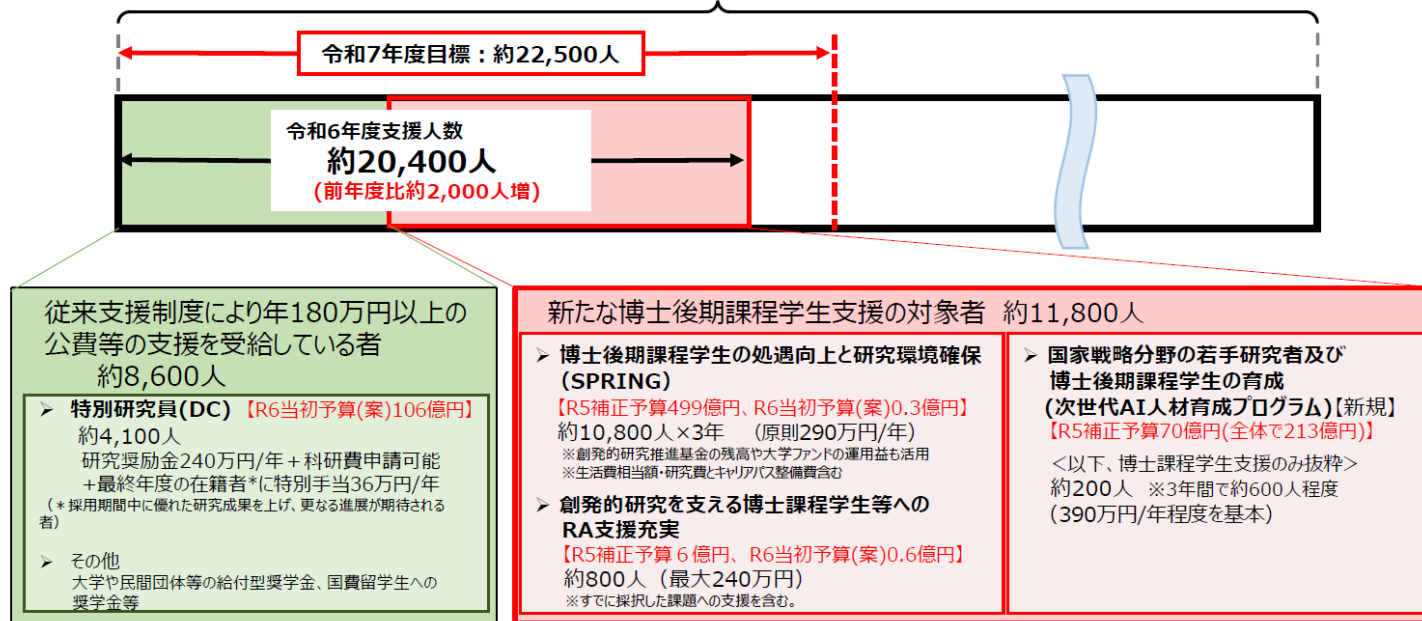 令和7年度目標：約22,500人
令和6年度支援人数
約20,400人
(前年度比約2,000人増)
従来支援制度により年180万円以上の
公費等の支援を受給している者
約8,600人
➢ 特別研究員(DC) 【R6当初予算(案)106億円】
約4,100人
研究奨励金240万円/年＋科研費申請可能
＋最終年度の在籍者*に特別手当36万円/年
（＊採用期間中に優れた研究成果を上げ、更なる進展が期待される
者）
➢ その他
大学や民間団体等の給付型奨学金、国費留学生への
奨学金等
新たな博士後期課程学生支援の対象者 約11,800人
➢ 博士後期課程学生の処遇向上と研究環境確保
（SPRING）
【R5補正予算499億円、R6当初予算(案)0.3億円】
約10,800人×3年 （原則290万円/年）
※創発的研究推進基金の残高や大学ファンドの運用益も活用
※生活費相当額・研究費とキャリアパス整備費含む
➢ 創発的研究を支える博士課程学生等への
RA支援充実
【R5補正予算６億円、R6当初予算(案)0.6億円】
約800人（最大240万円）
※すでに採択した課題への支援を含む。
➢ 国家戦略分野の若手研究者及び
博士後期課程学生の育成
(次世代AI人材育成プログラム)【新規】
【R5補正予算70億円(全体で213億円)】
＜以下、博士課程学生支援のみ抜粋＞
約200人 ※3年間で約600人程度
（390万円/年程度を基本）